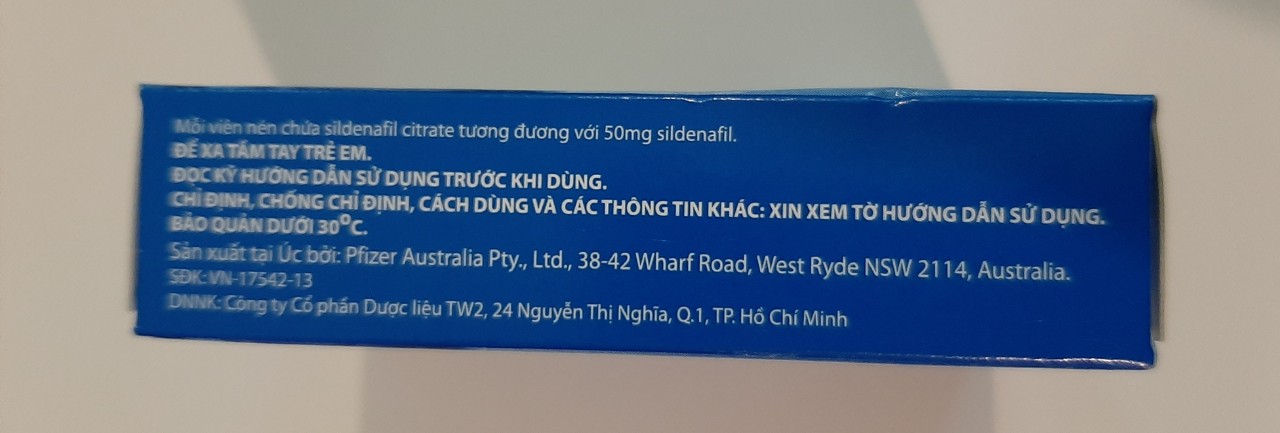 Mỗi viên nén chứa sildenafil citrate tương đương với 50mg sildenafil.
ĐỂ XA TẦM TAY TRẺ EM.
ĐỌC KỸ HƯỚNG DẪN SỬ DỤNG TRƯỚC KHI DÙNG.
CHỈ ĐỊNH, CHỐNG CHỈ ĐỊNH, CÁCH DÙNG VÀ CÁC THÔNG TIN KHÁC: XIN XEM TỜ HƯỚNG DẪN SỬ DỤNG.
BẢO QUẢN DƯỚI 30⁰C.
Sản xuất tại Úc bởi: Pfizer Australia Pty., Ltd., 38-42 Wharf Road, West Ryde NSW 2114, Australia.
SĐK: VN-17542-13
DNNK: Công ty Cổ phần Dược liệu TW2, 24 Nguyễn Thị Nghĩa, Q.1, TP. Hồ Chí Minh